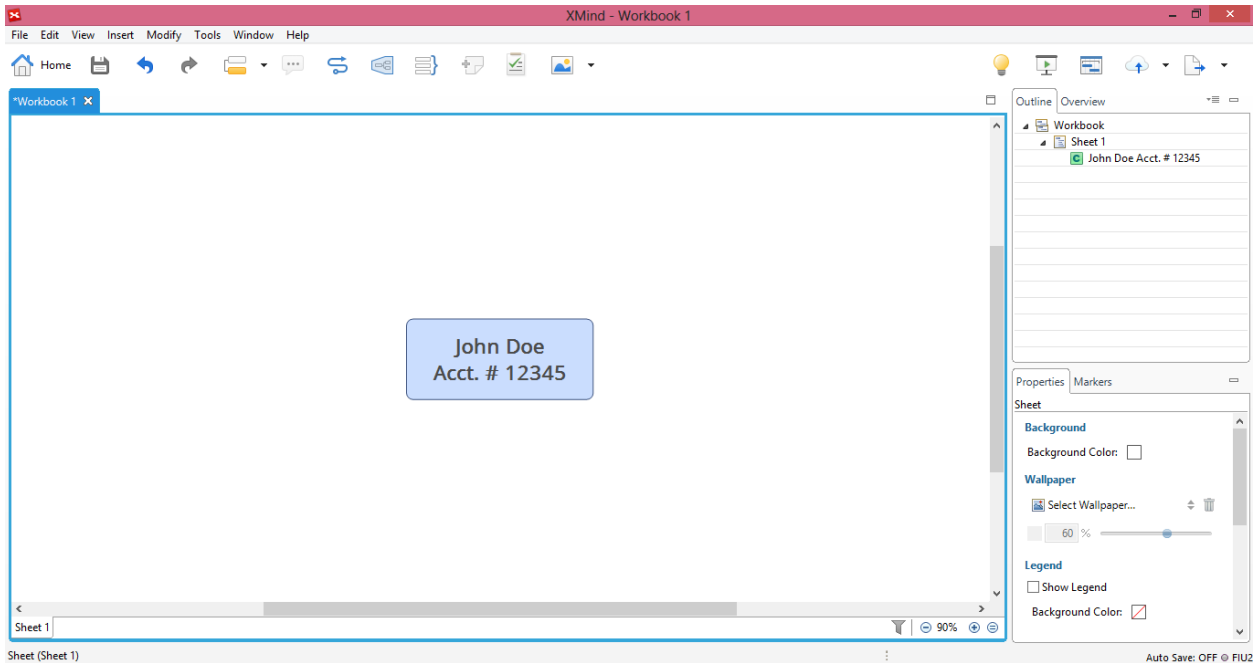 XMind - Workbook 1
File Edit View Insert Modify Tools Window Help
Home
*Workbook 1
Outline Overview
Workbook
Sheet 1
C John Doe Acct. # 12345
John Doe
Acct. # 12345
Properties Markers
Sheet
Background
Background Color:
Wallpaper
Select Wallpaper...
60 %
Legend
Show Legend
Background Color:
Sheet 1
90%
Sheet (Sheet 1)
Auto Save: OFF FIU2